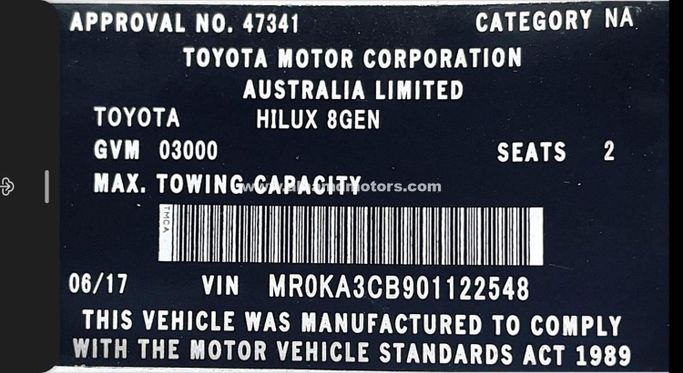 APPROVAL NO. 47341 CATEGORY NA
TOYOTA MOTOR CORPORATION
AUSTRALIA LIMITED
TOYOTA HILUX 8GEN
GVM 03000 SEATS 2
MAX. TOWING CAPACITY
TMCA
06/17 VIN MR0KA3CB901122548
THIS VEHICLE WAS MANUFACTURED TO COMPLY
WITH THE MOTOR VEHICLE STANDARDS ACT 1989